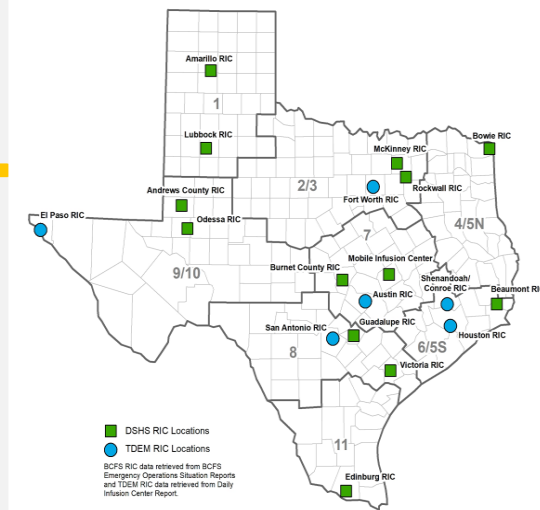 Amarillo RIC
1
Lubbock RIC
Bowie RIC
McKinney RIC
Rockwall RIC
2/3
Fort Worth RIC
Andrews County RIC
El Paso RIC
Odessa RIC
4/5N
7
9/10
Mobile Infusion Center
Burnet County RIC
Shenandoah/
Conroe RIC
Beaumont RI
Austin RIC
Guadalupe RIC
San Antonio RIC
Houston RIC
6/5S
8
Victoria RIC
11
Edinburg RIC
DSHS RIC Locations
TDEM RIC Locations
BCFS RIC data retrieved from BCFS
Emergency Operations Situation Reports
and TDEM RIC data retrieved from Daily
Infusion Center Report.